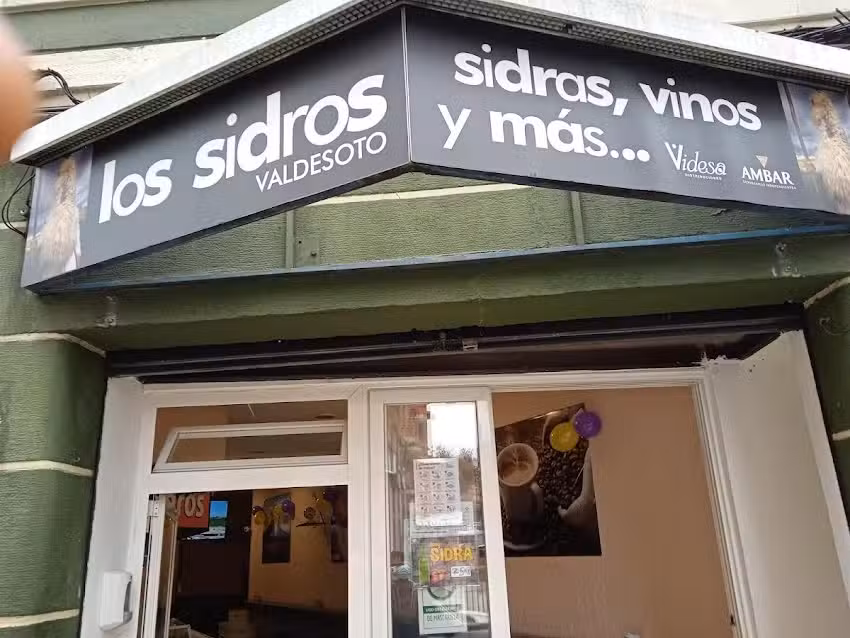 los sidros
VALDESOTO
sidras, vinos
y más...
Videsa
AMBAR
SIDRA